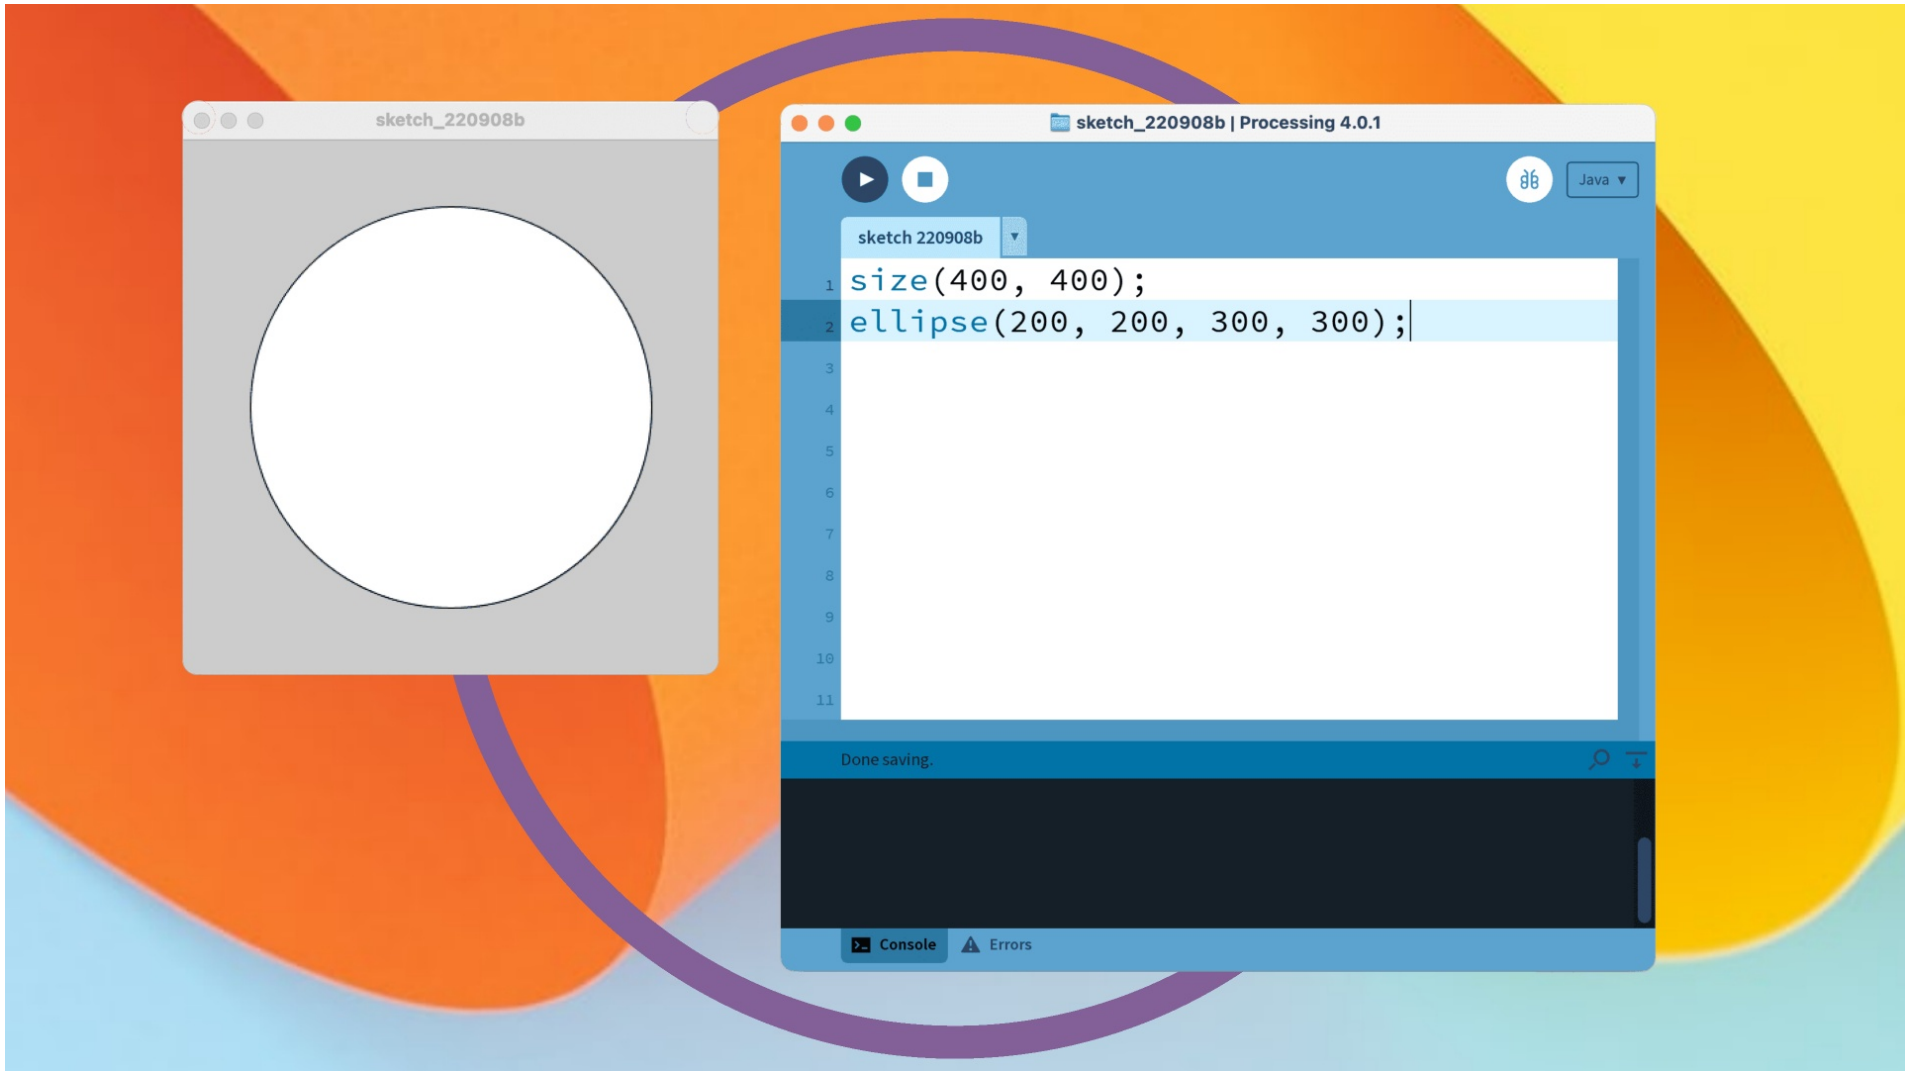 sketch_220908b
sketch_220908b | Processing 4.0.1
Java
sketch 220908b
1 size(400, 400);
2 ellipse(200, 200, 300, 300);
3
4
5
6
7
8
9
10
11
Done saving.
Console Errors